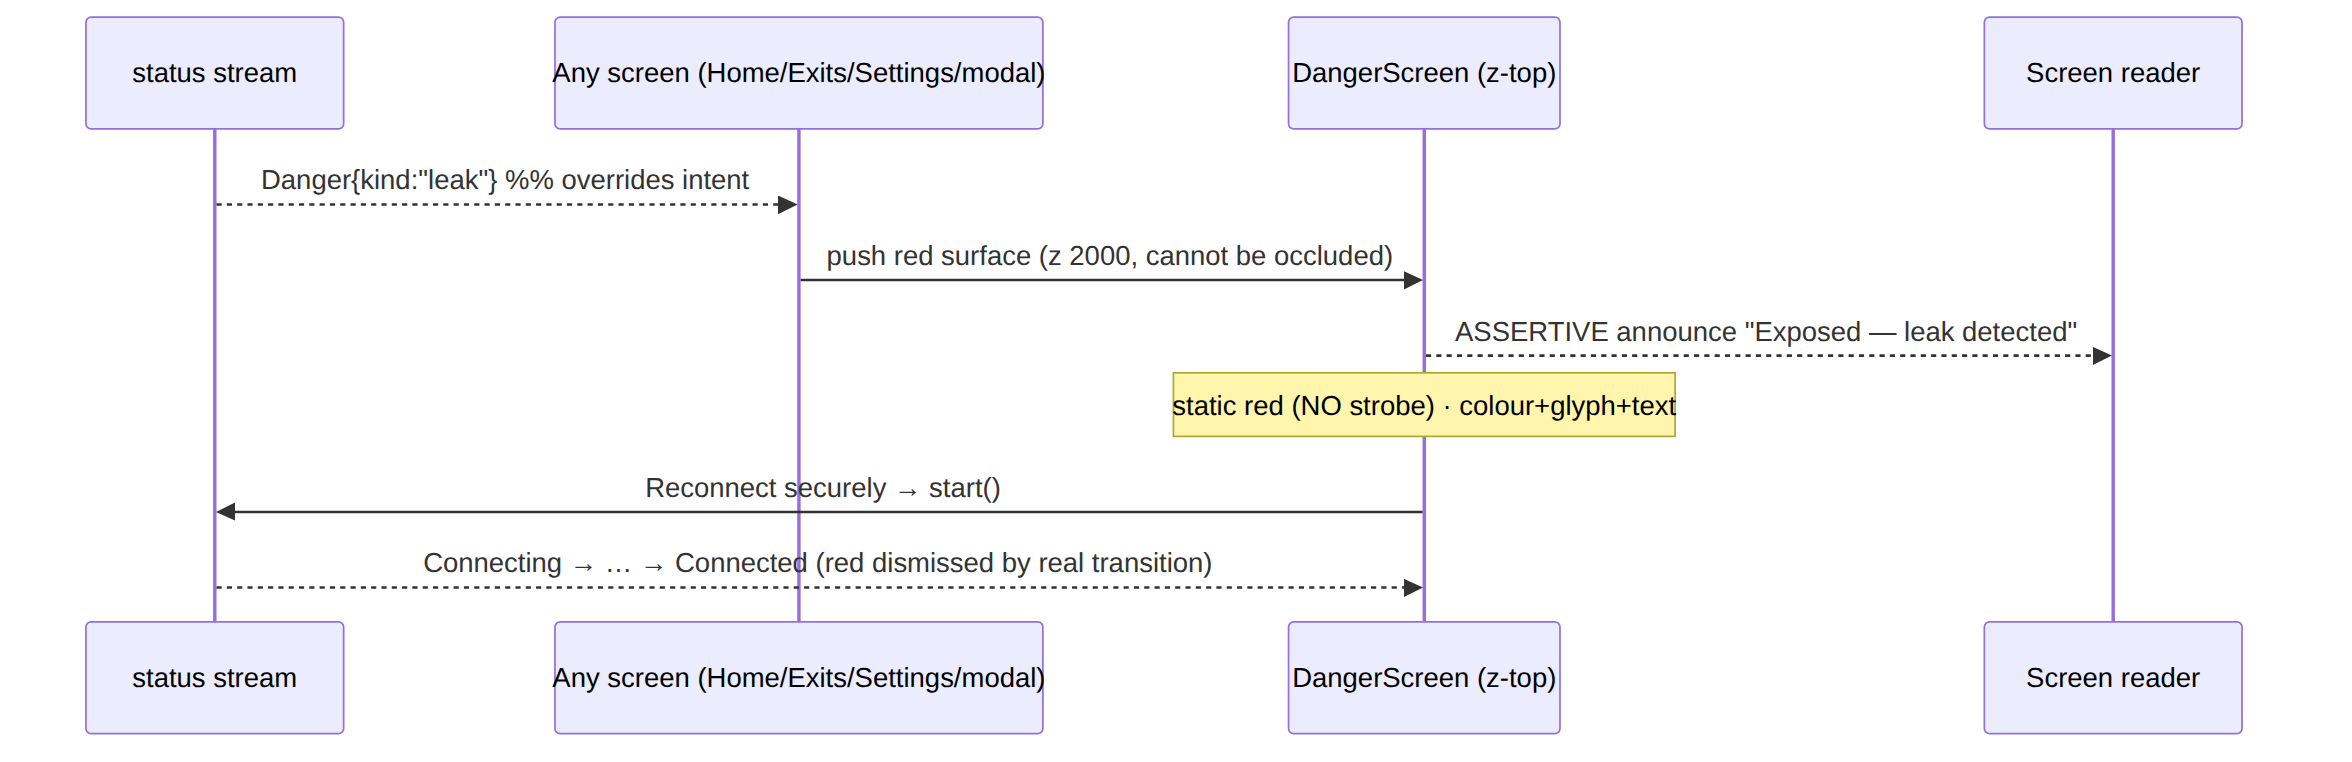 status stream
Any screen (Home/Exits/Settings/modal)
DangerScreen (z-top)
Screen reader
Danger{kind:"leak"} %% overrides intent
push red surface (z 2000, cannot be occluded)
ASSERTIVE announce "Exposed — leak detected"
static red (NO strobe) · colour+glyph+text
Reconnect securely → start()
Connecting → … → Connected (red dismissed by real transition)
status stream
Any screen (Home/Exits/Settings/modal)
DangerScreen (z-top)
Screen reader